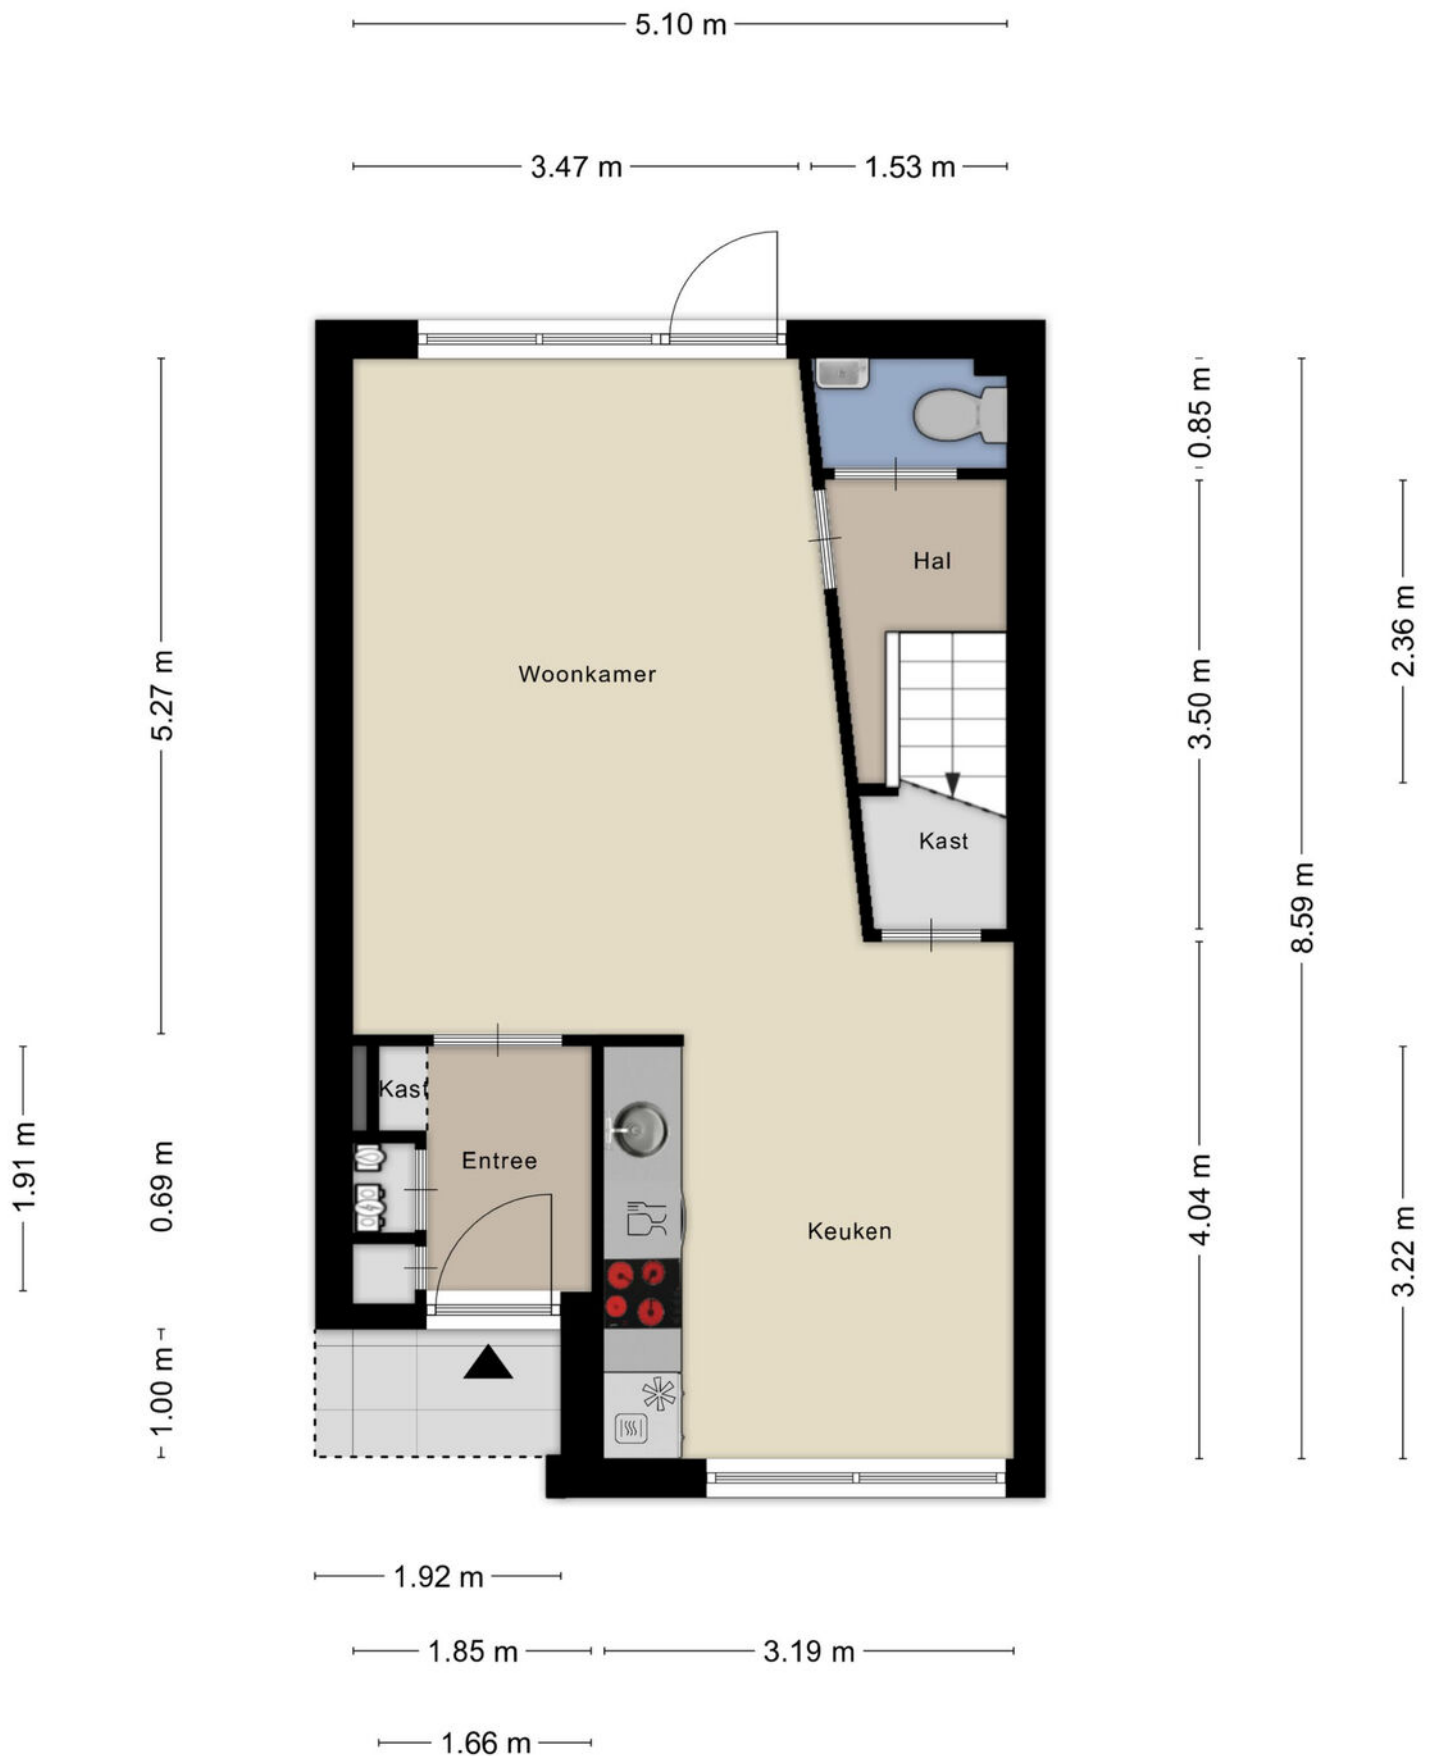 5.10 m
3.47 m
1.53 m
0.85 m
Hal
2.36 m
Woonkamer
5.27 m
3.50 m
Kast
8.59 m
Kast
1.91 m
0.69 m
Entree
4.04 m
Keuken
3.22 m
1.00 m
1.92 m
1.85 m
3.19 m
1.66 m